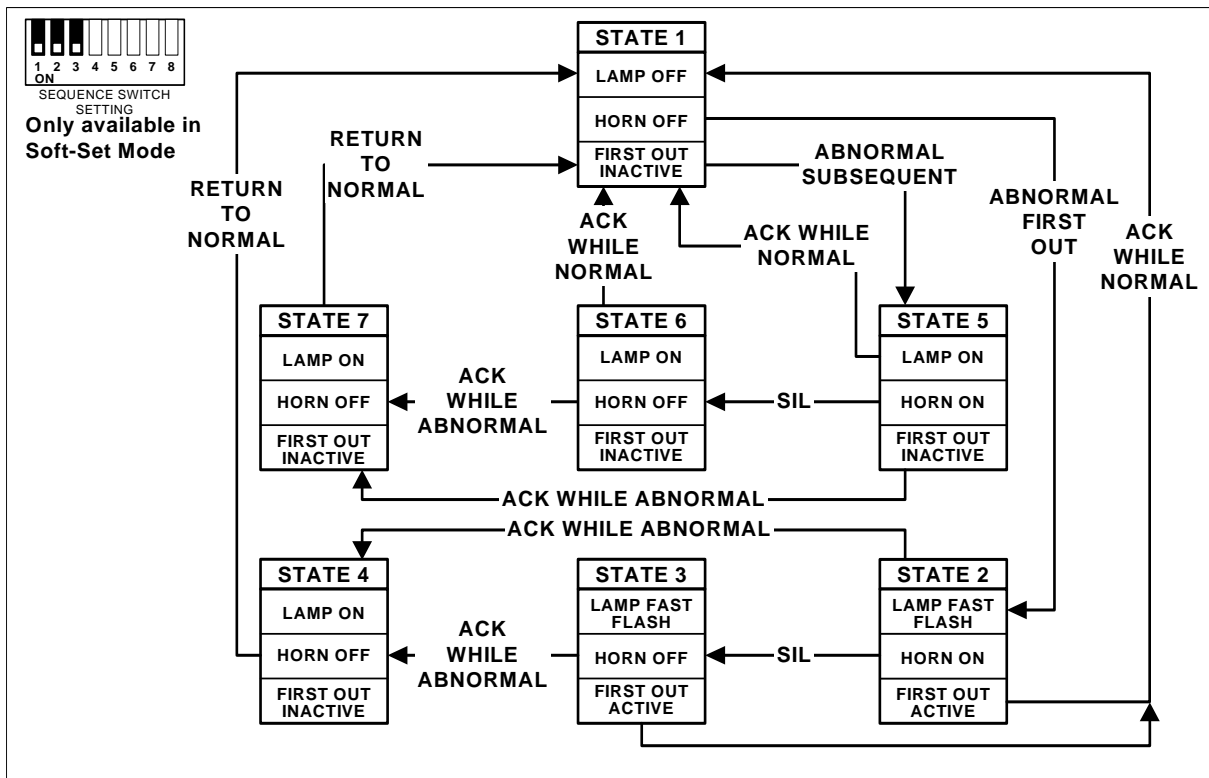 1 2 3 4 5 6 7 8
ON
SEQUENCE SWITCH
SETTING
Only available in
Soft-Set Mode
STATE 1
LAMP OFF
HORN OFF
FIRST OUT
INACTIVE
RETURN
TO
NORMAL
RETURN
TO
NORMAL
ACK
WHILE
NORMAL
ACK WHILE
NORMAL
ABNORMAL
SUBSEQUENT
ABNORMAL
FIRST
OUT
ACK
WHILE
NORMAL
STATE 7
LAMP ON
HORN OFF
FIRST OUT
INACTIVE
ACK
WHILE
ABNORMAL
STATE 6
LAMP ON
HORN OFF
FIRST OUT
INACTIVE
SIL
STATE 5
LAMP ON
HORN ON
FIRST OUT
INACTIVE
ACK WHILE ABNORMAL
ACK WHILE ABNORMAL
STATE 4
LAMP ON
HORN OFF
FIRST OUT
INACTIVE
ACK
WHILE
ABNORMAL
STATE 3
LAMP FAST
FLASH
HORN OFF
FIRST OUT
ACTIVE
SIL
STATE 2
LAMP FAST
FLASH
HORN ON
FIRST OUT
ACTIVE